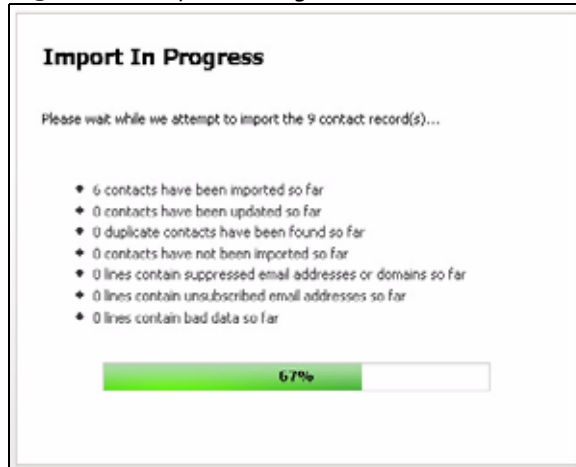 Import In Progress
Please wait while we attempt to import the 9 contact record(s)...
6 contacts have been imported so far
0 contacts have been updated so far
0 duplicate contacts have been found so far
0 contacts have not been imported so far
0 lines contain suppressed email addresses or domains so far
0 lines contain unsubscribed email addresses so far
0 lines contain bad data so far
67%